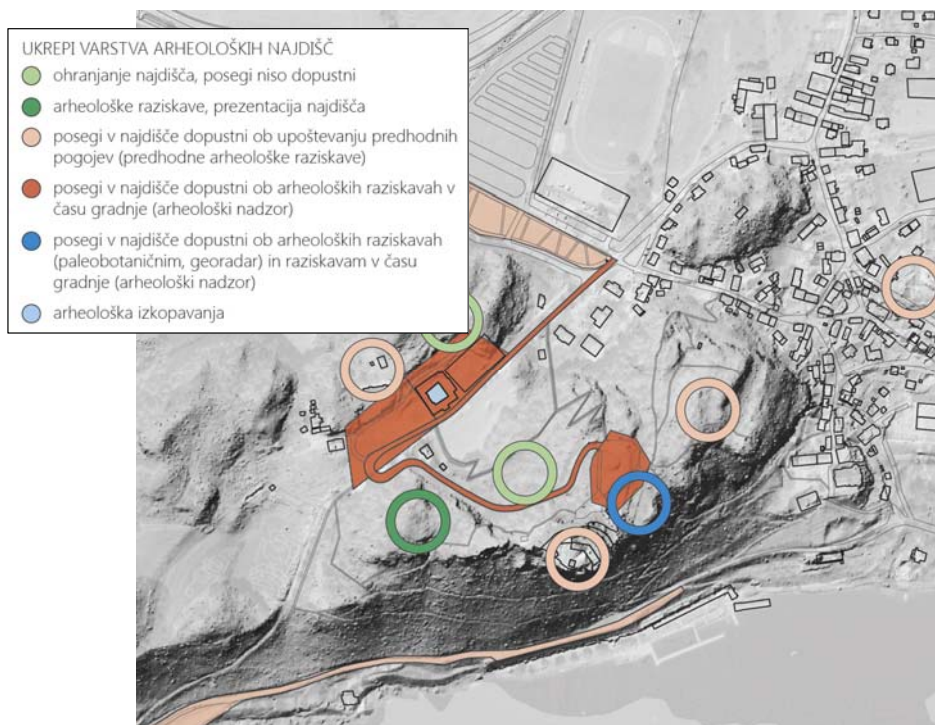 UKREPI VARSTVA ARHEOLOŠKIH NAJDIŠČ
ohranjanje najdišča, posegi niso dopustni
arheološke raziskave, prezentacija najdišča
posegi v najdišče dopustni ob upoštevanju predhodnih
pogojev (predhodne arheološke raziskave)
posegi v najdišče dopustni ob arheoloških raziskavah v
času gradnje (arheološki nadzor)
posegi v najdišče dopustni ob arheoloških raziskavah
(paleobotaničnim, georadar) in raziskavam v času
gradnje (arheološki nadzor)
arheološka izkopavanja